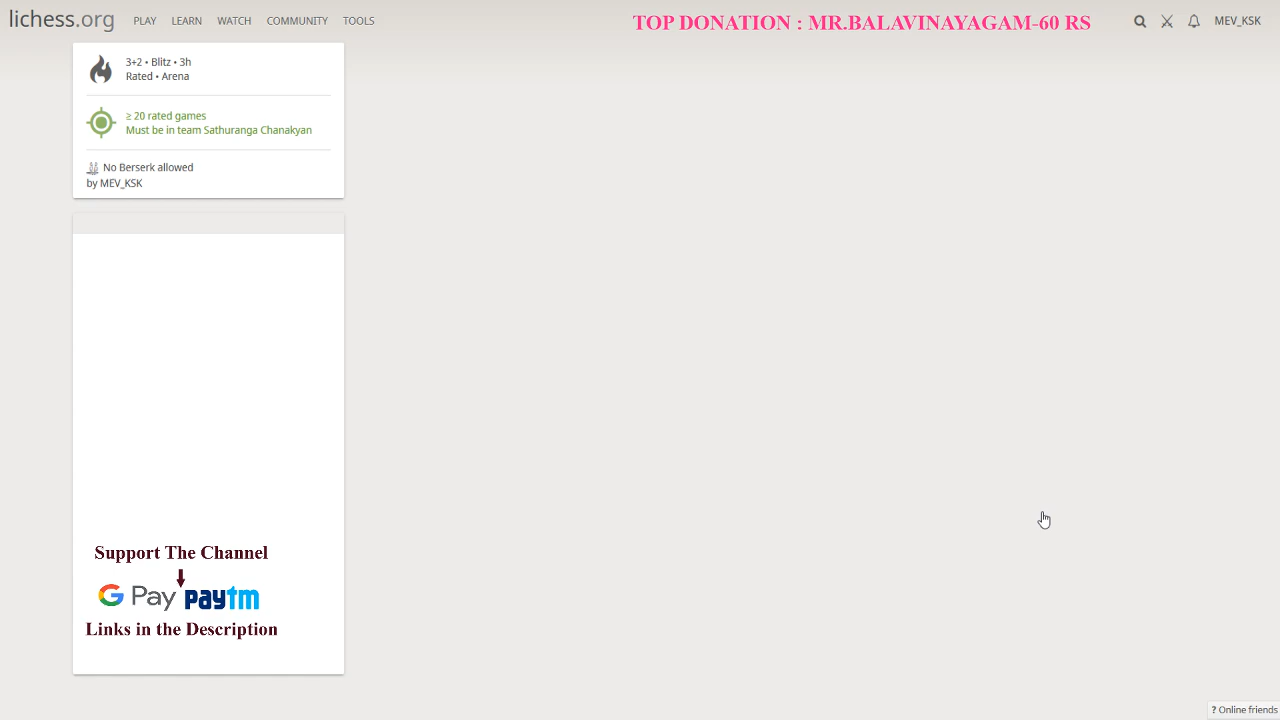 lichess.org PLAY LEARN WATCH COMMUNITY TOOLS TOP DONATION : MR.BALAVINAYAGAM-60 RS MEV_KSK
3+2 • Blitz • 3h
Rated • Arena
≥ 20 rated games
Must be in team Sathuranga Chanakyan
No Berserk allowed
by MEV_KSK
Support The Channel
G Pay paytm
Links in the Description
? Online friends